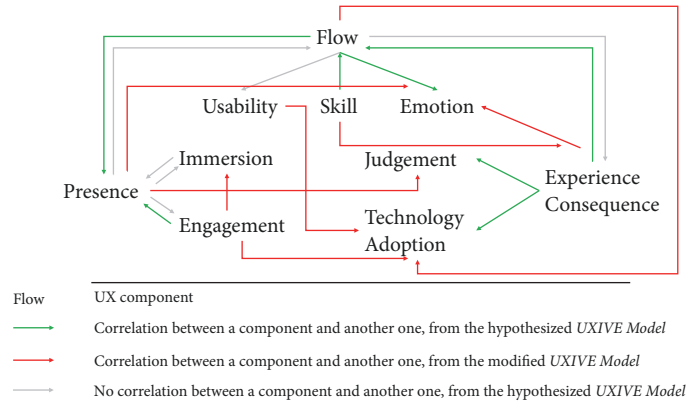 Flow
Usability
Skill
Emotion
Immersion
Judgement
Presence
Experience
Consequence
Engagement
Technology
Adoption
Flow UX component
Correlation between a component and another one, from the hypothesized UXIVE Model
Correlation between a component and another one, from the modified UXIVE Model
No correlation between a component and another one, from the hypothesized UXIVE Model